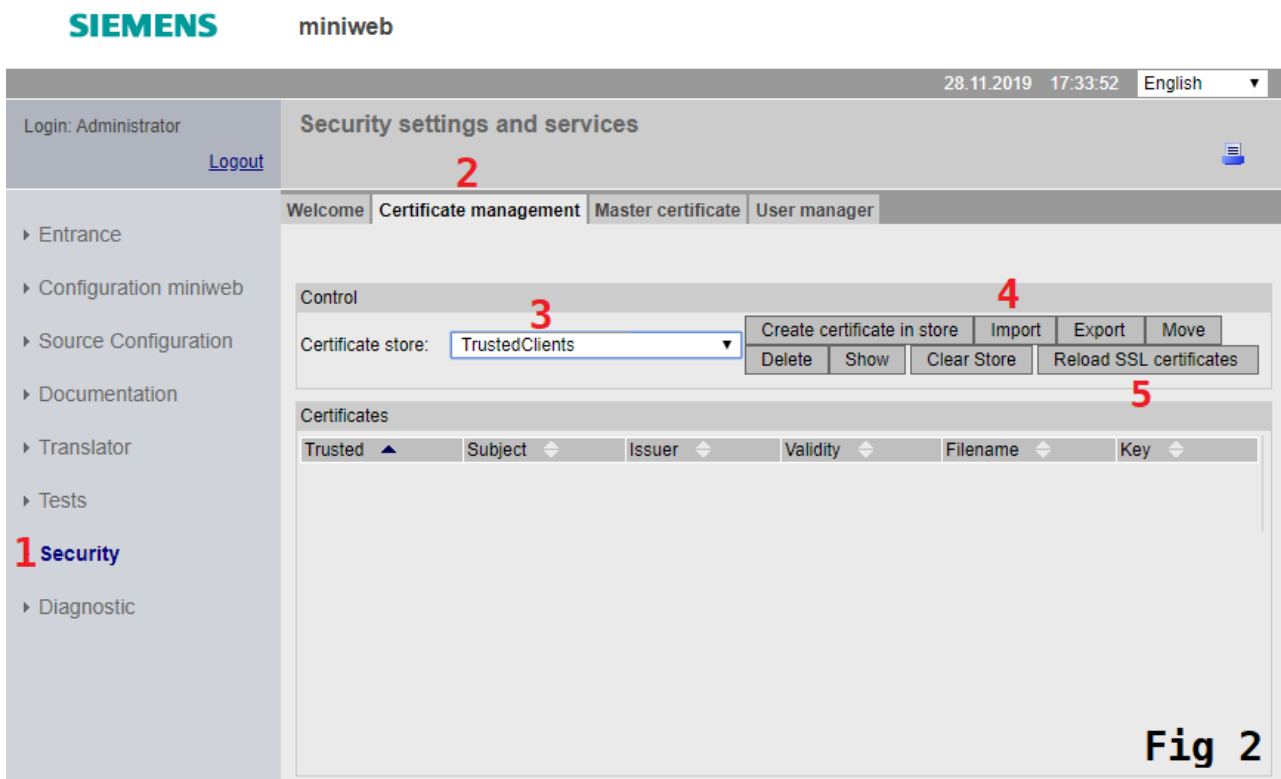 SIEMENS miniweb
28.11.2019 17:33:52 English
Login: Administrator
Logout
Security settings and services
2
Welcome Certificate management Master certificate User manager
Entrance
Configuration miniweb
Source Configuration
Documentation
Translator
Tests
1 Security
Diagnostic
Control
3
4
Certificate store: TrustedClients
Create certificate in store Import Export Move
Delete Show Clear Store Reload SSL certificates
5
Certificates
Trusted Subject Issuer Validity Filename Key
Fig 2